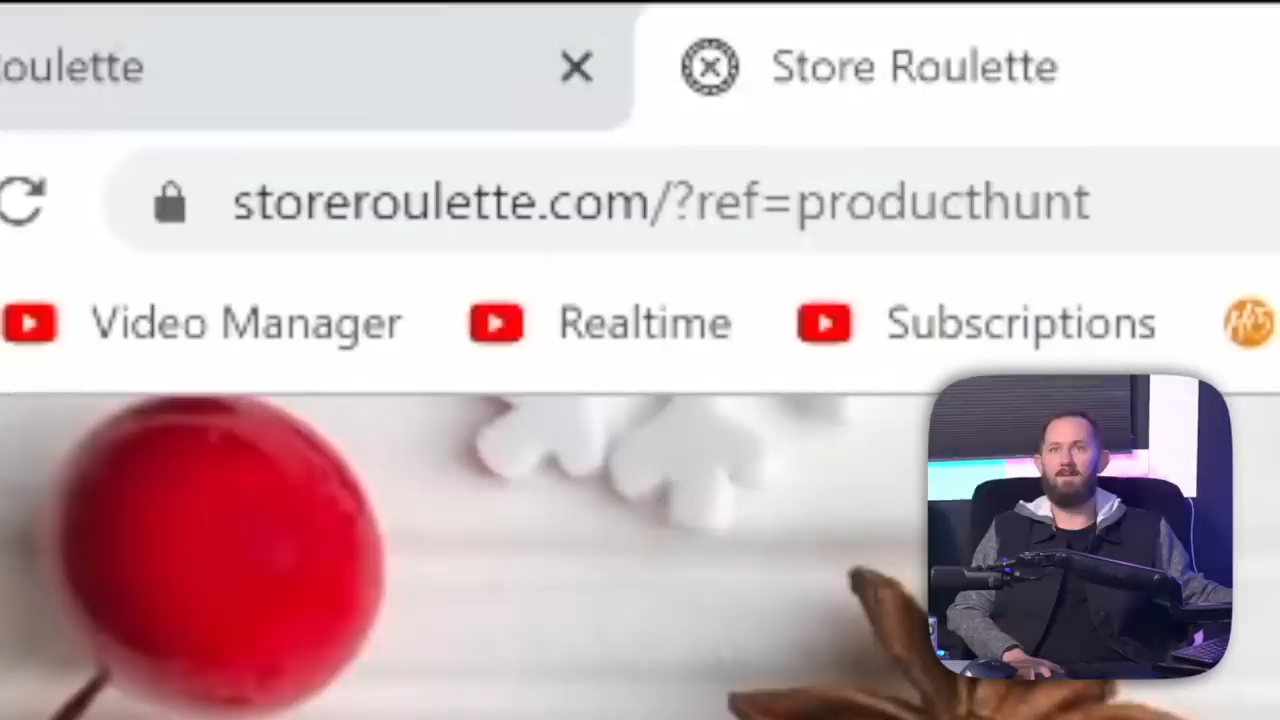 oulette
Store Roulette
storeroulette.com/?ref=producthunt
Video Manager Realtime Subscriptions